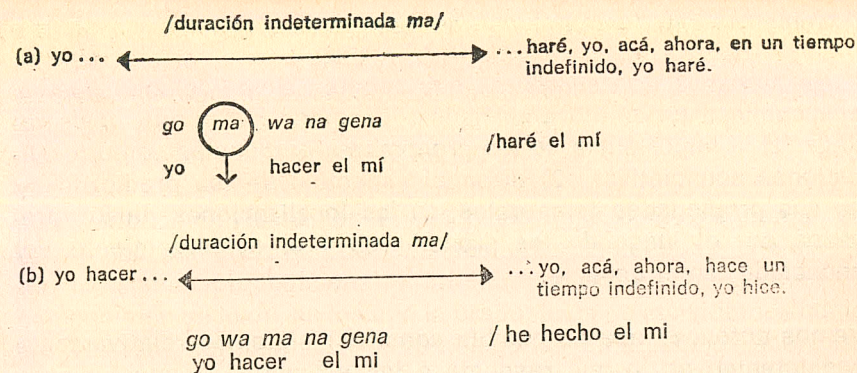 /duración indeterminada ma/
(a) yo... ...haré, yo, acá, ahora, en un tiempo
indefinido, yo haré.
go ma wa na gena
/haré el mí
yo hacer el mí
/duración indeterminada ma/
(b) yo hacer... ...yo, acá, ahora, hace un
tiempo indefinido, yo hice.
go wa ma na gena / he hecho el mi
yo hacer el mi